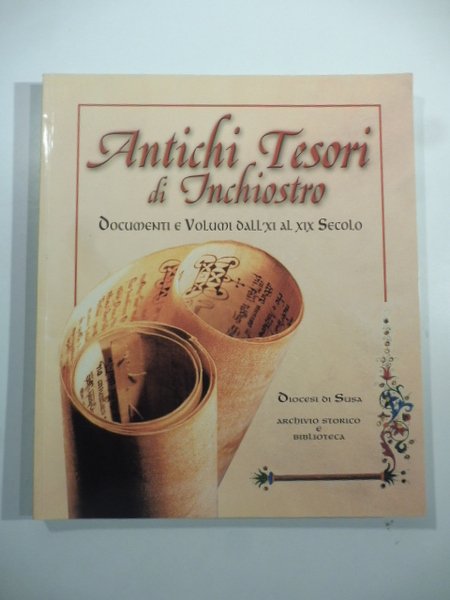 Antichi Tesori
di Inchiostro
Documenti e Volumi dall'XI al XIX Secolo
Diocesi di Susa
Archivio Storico
e
Biblioteca